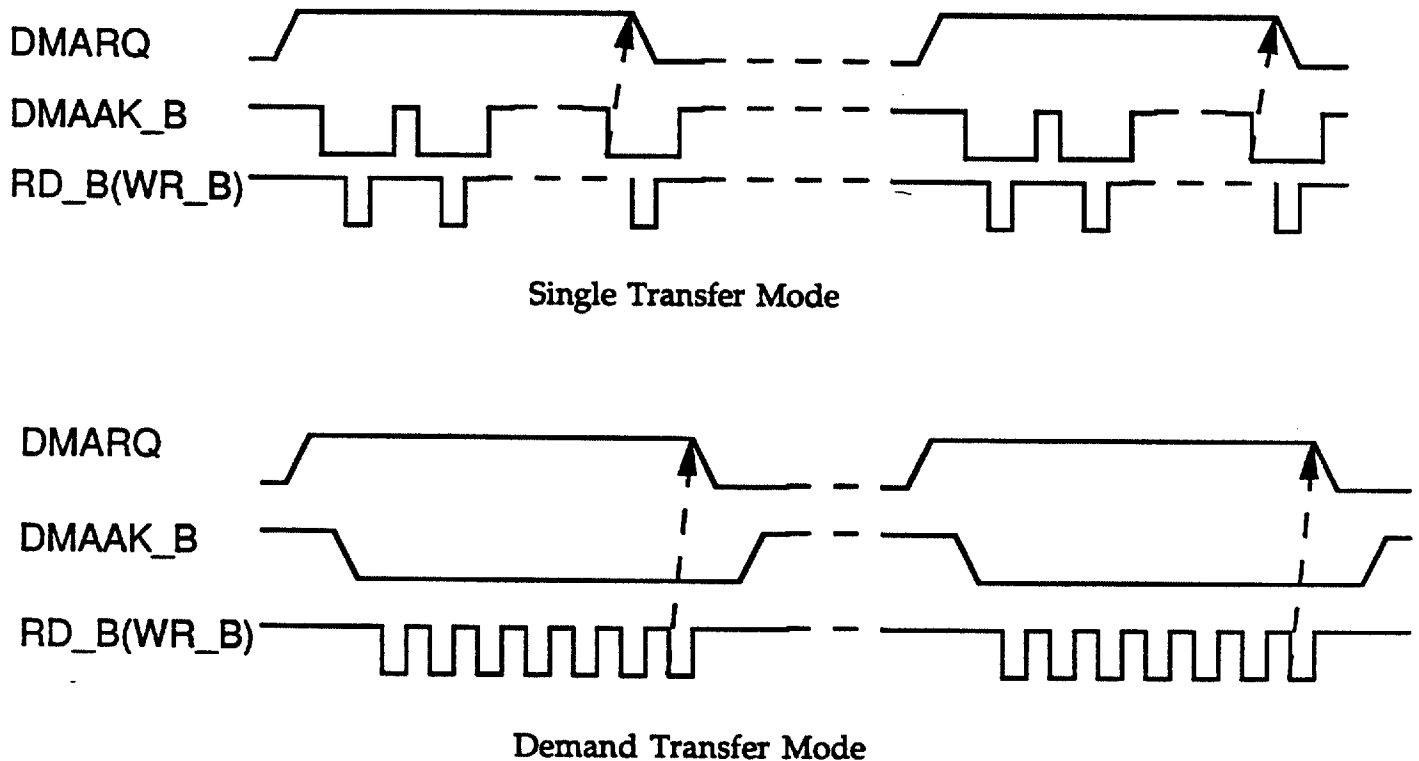 DMARQ
DMAAK_B
RD_B(WR_B)
Single Transfer Mode
DMARQ
DMAAK_B
RD_B(WR_B)
Demand Transfer Mode